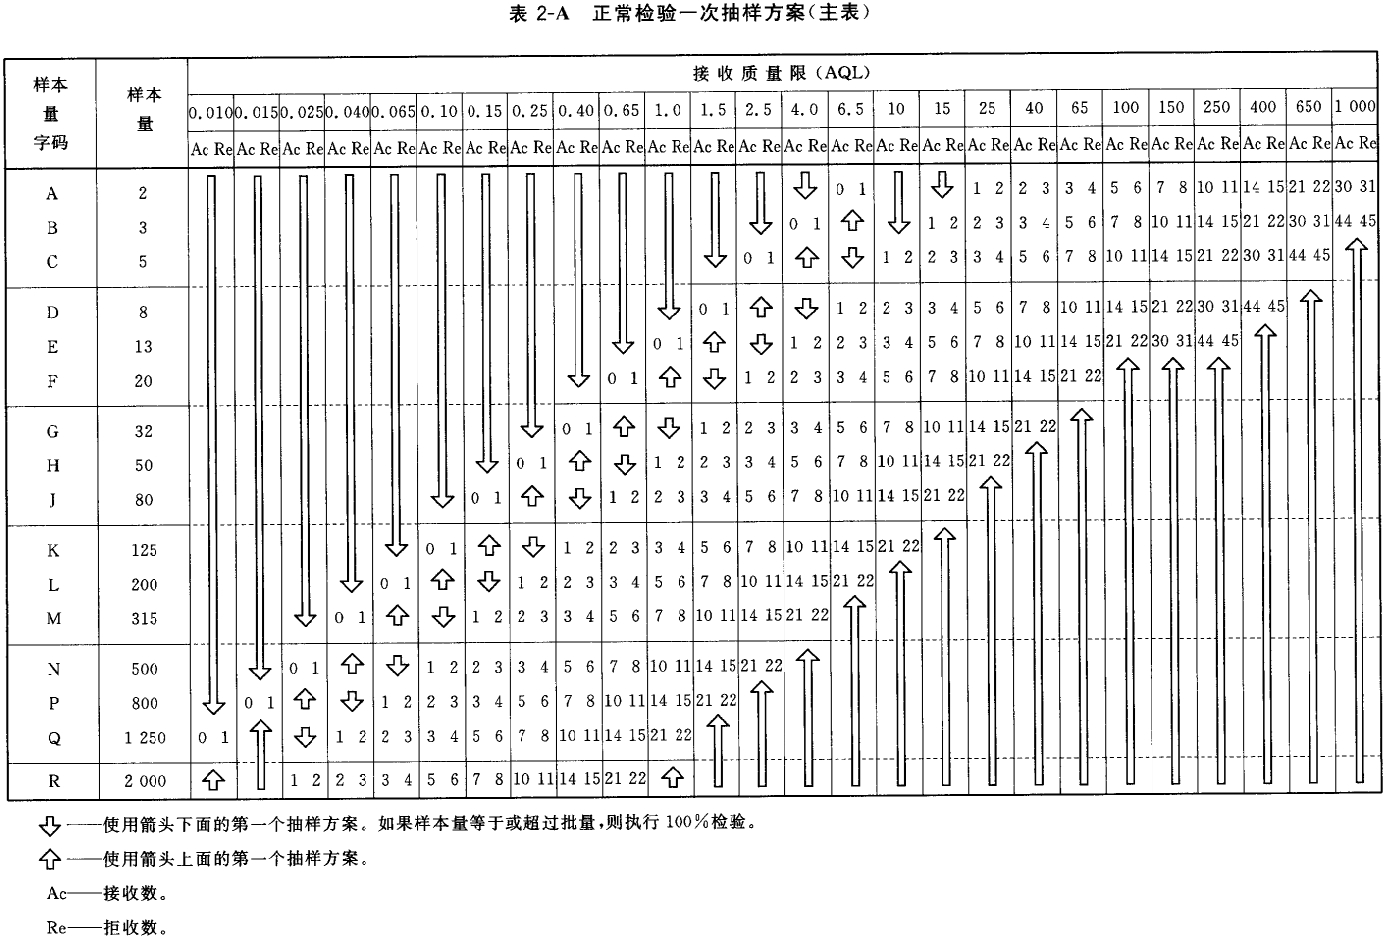 表 2-A 正常检验一次抽样方案(主表)
样本量字码 样本量 接收质量限(AQL)
0.010 0.015 0.025 0.040 0.065 0.10 0.15 0.25 0.40 0.65 1.0 1.5 2.5 4.0 6.5 10 15 25 40 65 100 150 250 400 650 1 000
Ac Re Ac Re Ac Re Ac Re Ac Re Ac Re Ac Re Ac Re Ac Re Ac Re Ac Re Ac Re Ac Re Ac Re Ac Re Ac Re Ac Re Ac Re Ac Re Ac Re Ac Re Ac Re Ac Re Ac Re Ac Re Ac Re
A 2 ⇩ 0 1 ⇩ 1 2 2 3 3 4 5 6 7 8 10 11 14 15 21 22 30 31
B 3 0 1 ⇧ 1 2 2 3 3 4 5 6 7 8 10 11 14 15 21 22 30 31 44 45
C 5 0 1 ⇧ ⇩ 1 2 2 3 3 4 5 6 7 8 10 11 14 15 21 22 30 31 44 45
D 8 0 1 ⇧ ⇩ 1 2 2 3 3 4 5 6 7 8 10 11 14 15 21 22 30 31 44 45
E 13 0 1 ⇧ ⇩ 1 2 2 3 3 4 5 6 7 8 10 11 14 15 21 22 30 31 44 45
F 20 0 1 ⇧ ⇩ 1 2 2 3 3 4 5 6 7 8 10 11 14 15 21 22
G 32 0 1 ⇧ ⇩ 1 2 2 3 3 4 5 6 7 8 10 11 14 15 21 22
H 50 0 1 ⇧ ⇩ 1 2 2 3 3 4 5 6 7 8 10 11 14 15 21 22
J 80 0 1 ⇧ ⇩ 1 2 2 3 3 4 5 6 7 8 10 11 14 15 21 22
K 125 0 1 ⇧ ⇩ 1 2 2 3 3 4 5 6 7 8 10 11 14 15 21 22
L 200 0 1 ⇧ ⇩ 1 2 2 3 3 4 5 6 7 8 10 11 14 15 21 22
M 315 0 1 ⇧ ⇩ 1 2 2 3 3 4 5 6 7 8 10 11 14 15 21 22
N 500 0 1 ⇧ ⇩ 1 2 2 3 3 4 5 6 7 8 10 11 14 15 21 22
P 800 0 1 ⇧ ⇩ 1 2 2 3 3 4 5 6 7 8 10 11 14 15 21 22
Q 1 250 0 1 ⇩ 1 2 2 3 3 4 5 6 7 8 10 11 14 15 21 22
R 2 000 ⇧ 1 2 2 3 3 4 5 6 7 8 10 11 14 15 21 22 ⇧
⇩——使用箭头下面的第一个抽样方案。如果样本量等于或超过批量,则执行100%检验。
⇧——使用箭头上面的第一个抽样方案。
Ac——接收数。
Re——拒收数。